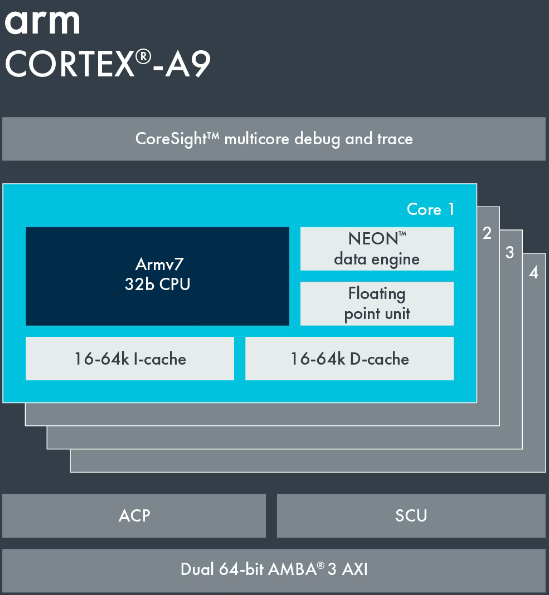 arm
CORTEX®-A9
CoreSight™ multicore debug and trace
Core 1
2
3
4
Armv7
32b CPU
NEON™
data engine
Floating
point unit
16-64k I-cache
16-64k D-cache
ACP
SCU
Dual 64-bit AMBA® 3 AXI